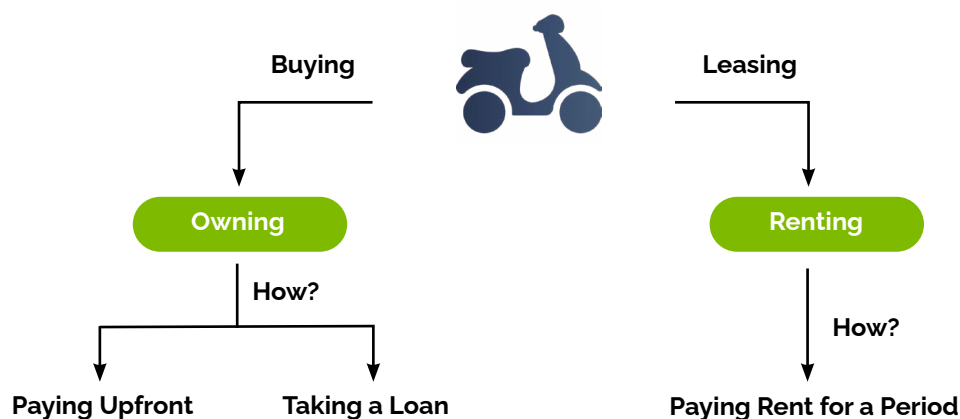 Buying
Leasing
Owning
Renting
How?
How?
Paying Upfront
Taking a Loan
Paying Rent for a Period